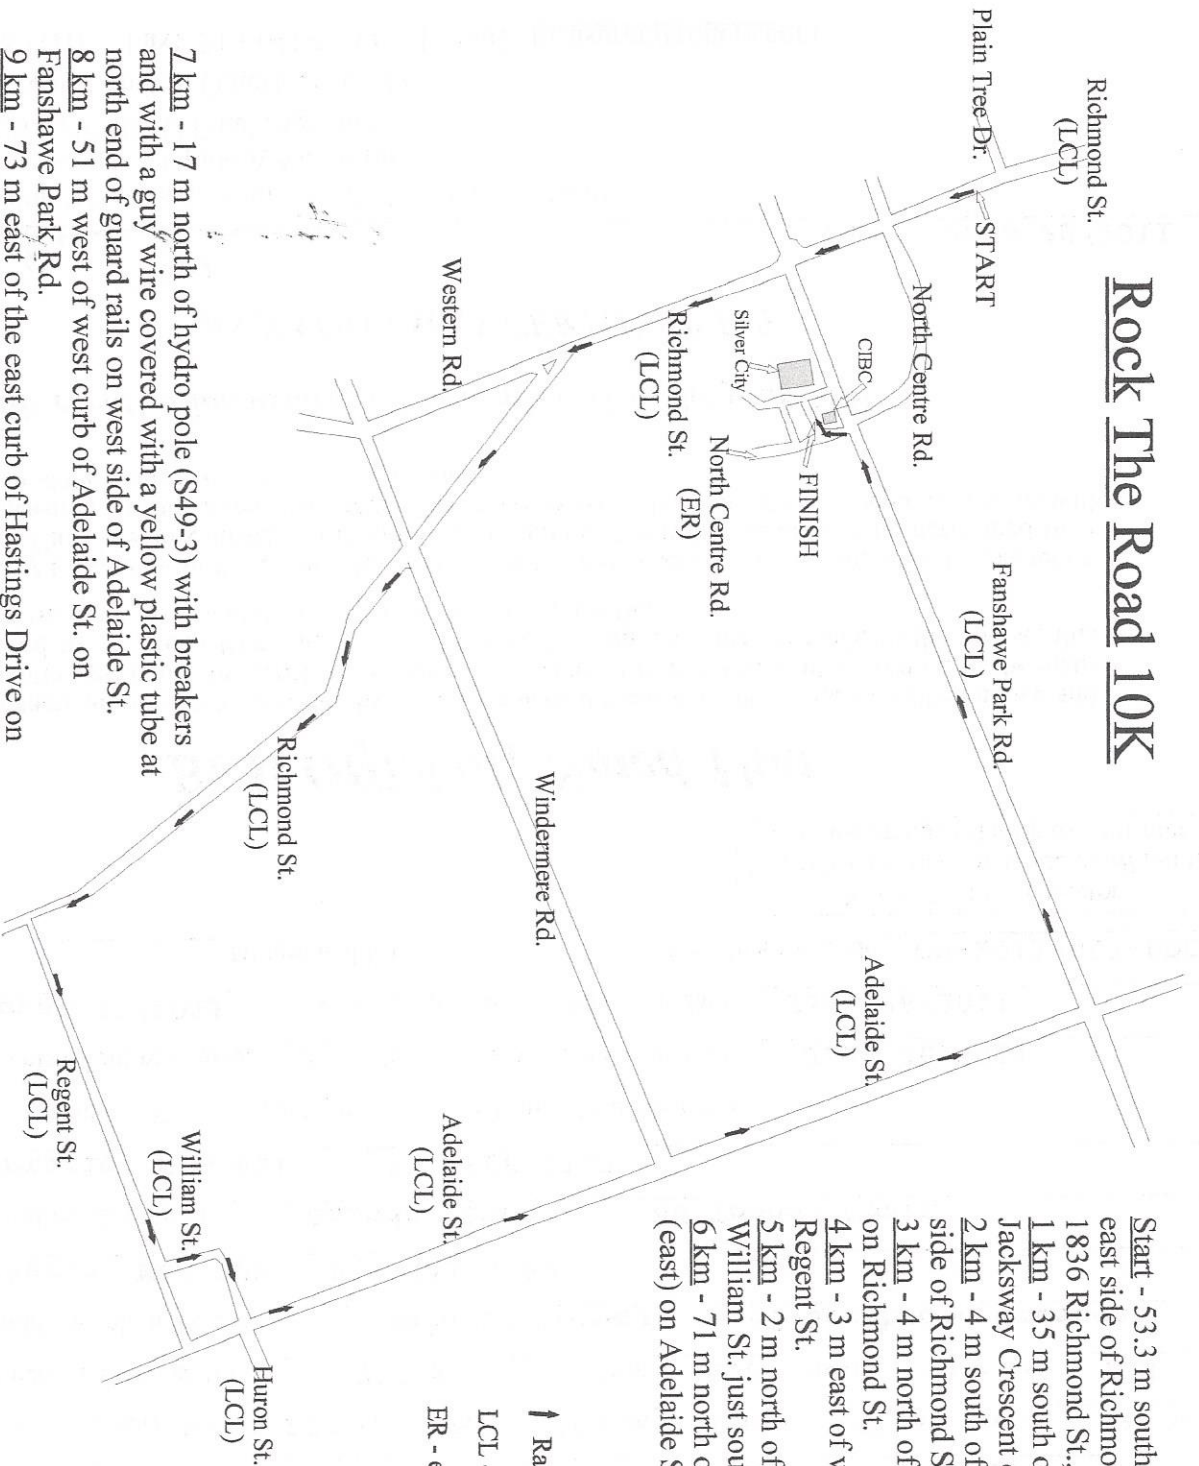 Rock The Road 10K
Richmond St.
(LCL)
Plain Tree Dr.
START
North Centre Rd.
CIBC
Silver City
FINISH
North Centre Rd.
(ER)
Richmond St.
(LCL)
Western Rd.
Fanshawe Park Rd.
(LCL)
Adelaide St.
(LCL)
Windermere Rd.
Richmond St.
(LCL)
Adelaide St.
(LCL)
Regent St.
(LCL)
William St.
(LCL)
Huron St.
(LCL)
Start - 53.3 m south
east side of Richmo
1836 Richmond St.,
1 km - 35 m south o
Jacksway Crescent
2 km - 4 m south of
side of Richmond S
3 km - 4 m north of
on Richmond St.
4 km - 3 m east of
Regent St.
5 km - 2 m north of
William St. just sou
6 km - 71 m north
(east) on Adelaide S
7 km - 17 m north of hydro pole (S49-3) with breakers
and with a guy wire covered with a yellow plastic tube at
north end of guard rails on west side of Adelaide St.
8 km - 51 m west of west curb of Adelaide St. on
Fanshawe Park Rd.
9 km - 73 m east of the east curb of Hastings Drive on
Ra
LCL
ER -